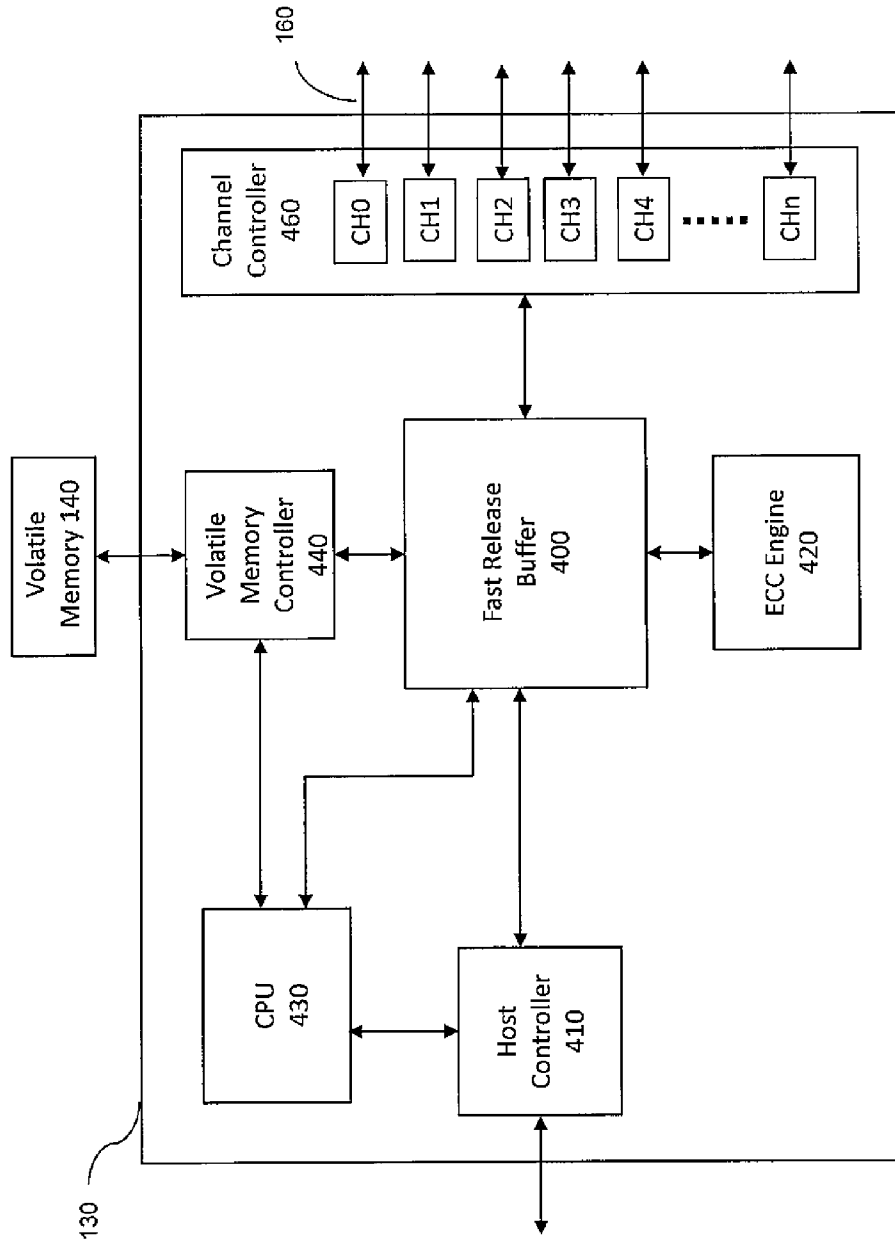 130
Volatile
Memory 140
160
CPU
430
Volatile
Memory
Controller
440
Channel
Controller
460
CH0
CH1
CH2
CH3
CH4
CHn
Host
Controller
410
Fast Release
Buffer
400
ECC Engine
420